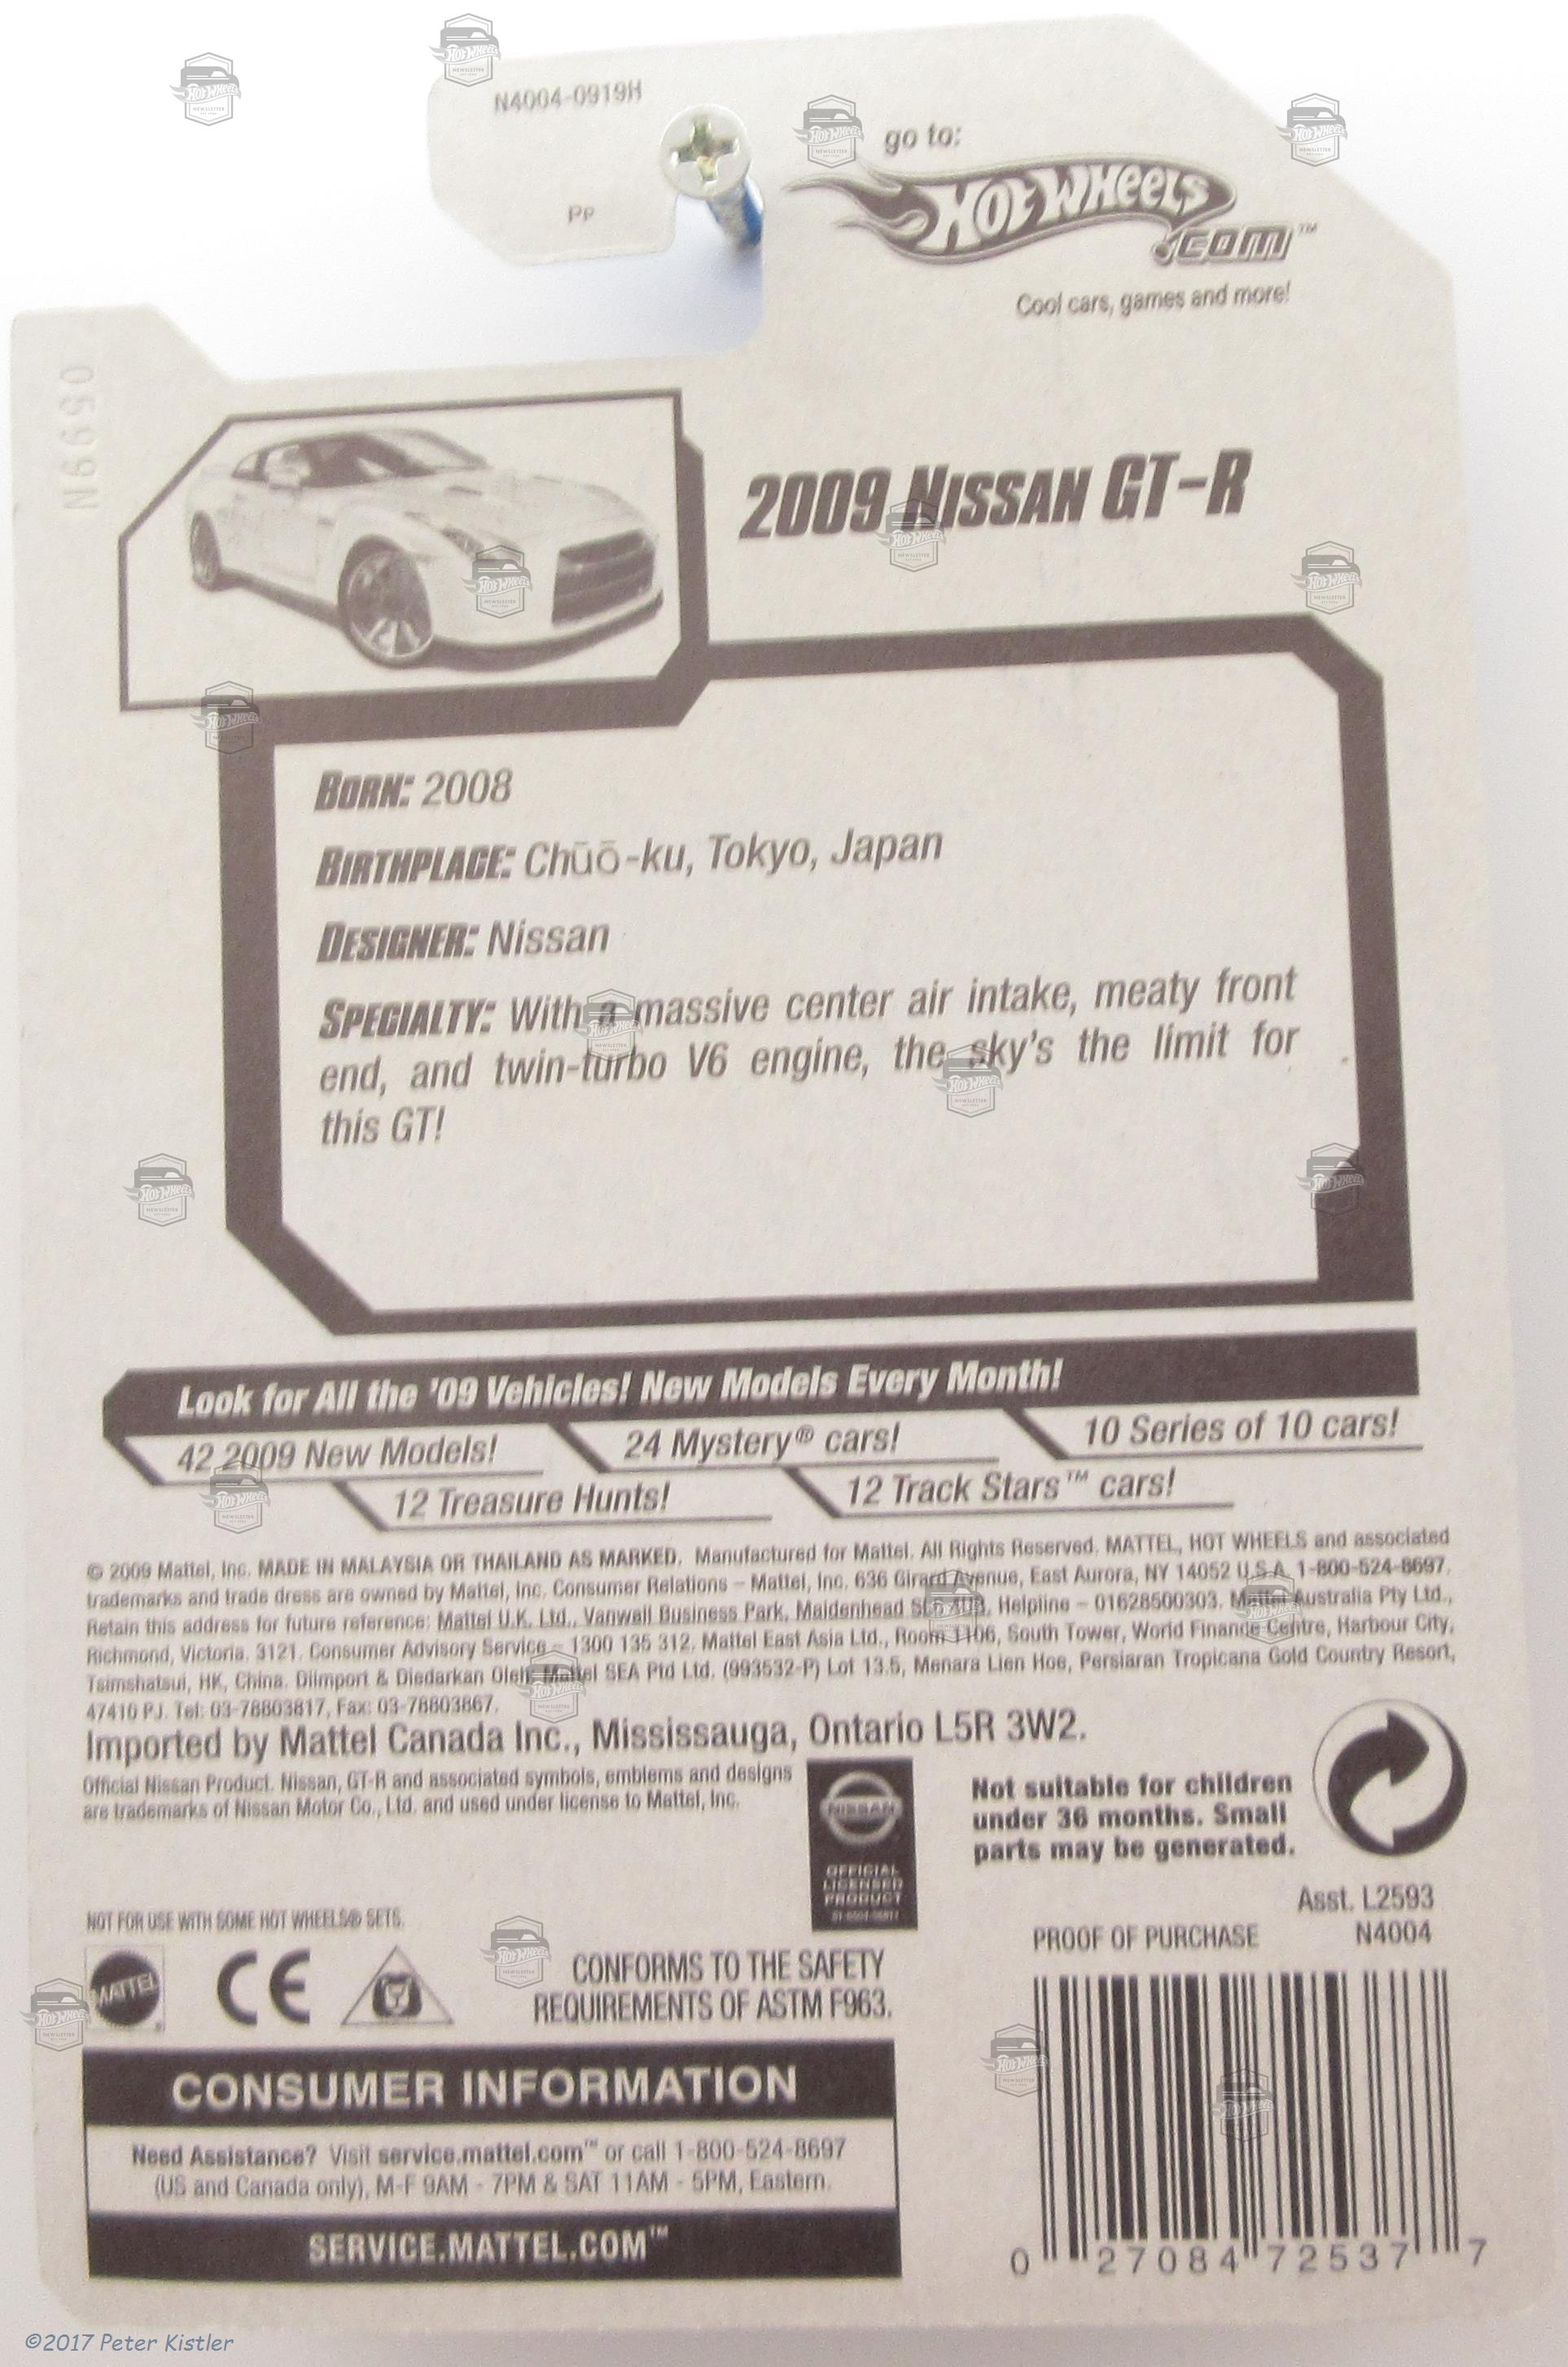 N4004-0919H
PP
go to:
Hot Wheels
.com™
Cool cars, games and more!
N9950
2009 Nissan GT-R
Born: 2008
Birthplace: Chūō-ku, Tokyo, Japan
Designer: Nissan
Specialty: With a massive center air intake, meaty front
end, and twin-turbo V6 engine, the sky's the limit for
this GT!
Look for All the '09 Vehicles! New Models Every Month!
42 2009 New Models!
24 Mystery® cars!
10 Series of 10 cars!
12 Treasure Hunts!
12 Track Stars™ cars!
© 2009 Mattel, Inc. MADE IN MALAYSIA OR THAILAND AS MARKED. Manufactured for Mattel. All Rights Reserved. MATTEL, HOT WHEELS and associated
trademarks and trade dress are owned by Mattel, Inc. Consumer Relations – Mattel, Inc. 636 Girard Avenue, East Aurora, NY 14052 U.S.A. 1-800-524-8697.
Retain this address for future reference: Mattel U.K. Ltd., Vanwall Business Park, Maidenhead SL6 4UB. Helpline – 01628500303. Mattel Australia Pty Ltd.,
Richmond, Victoria. 3121. Consumer Advisory Service – 1300 135 312. Mattel East Asia Ltd., Room 1106, South Tower, World Finance Centre, Harbour City,
Tsimshatsui, HK, China. Diimport & Diedarkan Oleh: Mattel SEA Ptd Ltd. (993532-P) Lot 13.5, Menara Lien Hoe, Persiaran Tropicana Gold Country Resort,
47410 PJ. Tel: 03-78803817, Fax: 03-78803867.
Imported by Mattel Canada Inc., Mississauga, Ontario L5R 3W2.
Official Nissan Product. Nissan, GT-R and associated symbols, emblems and designs
are trademarks of Nissan Motor Co., Ltd. and used under license to Mattel, Inc.
NISSAN
OFFICIAL
LICENSED
PRODUCT
Not suitable for children
under 36 months. Small
parts may be generated.
Asst. L2593
N4004
PROOF OF PURCHASE
NOT FOR USE WITH SOME HOT WHEELS® SETS.
MATTEL
CE
CONFORMS TO THE SAFETY
REQUIREMENTS OF ASTM F963.
CONSUMER INFORMATION
Need Assistance? Visit service.mattel.com™ or call 1-800-524-8697
(US and Canada only), M-F 9AM - 7PM & SAT 11AM - 5PM, Eastern.
SERVICE.MATTEL.COM™
0 27084 72537 7
©2017 Peter Kistler